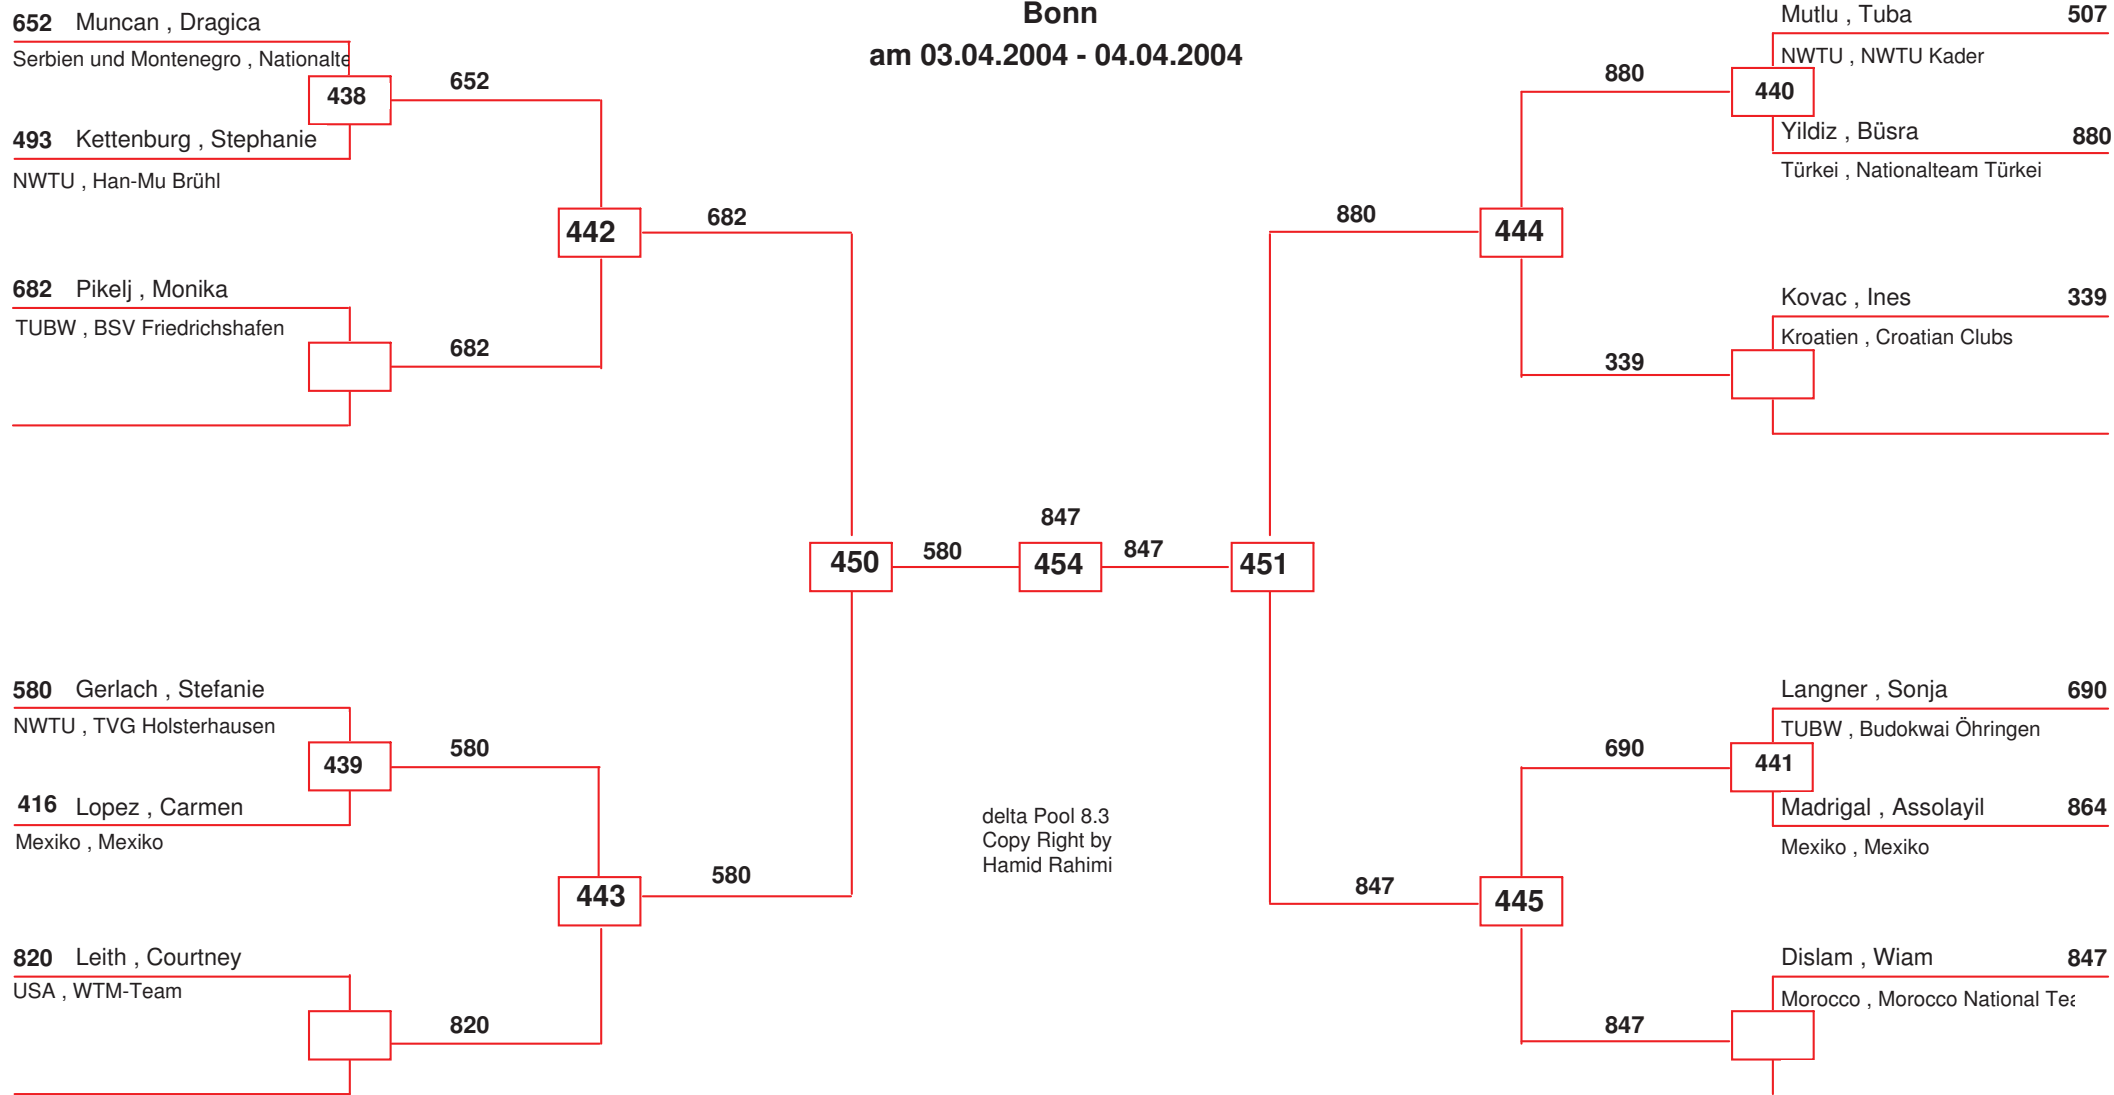 Bonn
am 03.04.2004 - 04.04.2004
652 Muncan , Dragica
Serbien und Montenegro , Nationalte
438
652
493 Kettenburg , Stephanie
NWTU , Han-Mu Brühl
442
682
682 Pikelj , Monika
TUBW , BSV Friedrichshafen
682
580 Gerlach , Stefanie
NWTU , TVG Holsterhausen
439
580
416 Lopez , Carmen
Mexiko , Mexiko
443
580
820 Leith , Courtney
USA , WTM-Team
820
450
580
847
454
847
451
delta Pool 8.3
Copy Right by
Hamid Rahimi
Mutlu , Tuba 507
NWTU , NWTU Kader
880
440
Yildiz , Büsra 880
Türkei , Nationalteam Türkei
880
444
Kovac , Ines 339
Kroatien , Croatian Clubs
339
Langner , Sonja 690
TUBW , Budokwai Öhringen
690
441
Madrigal , Assolayil 864
Mexiko , Mexiko
847
445
Dislam , Wiam 847
Morocco , Morocco National Tea
847